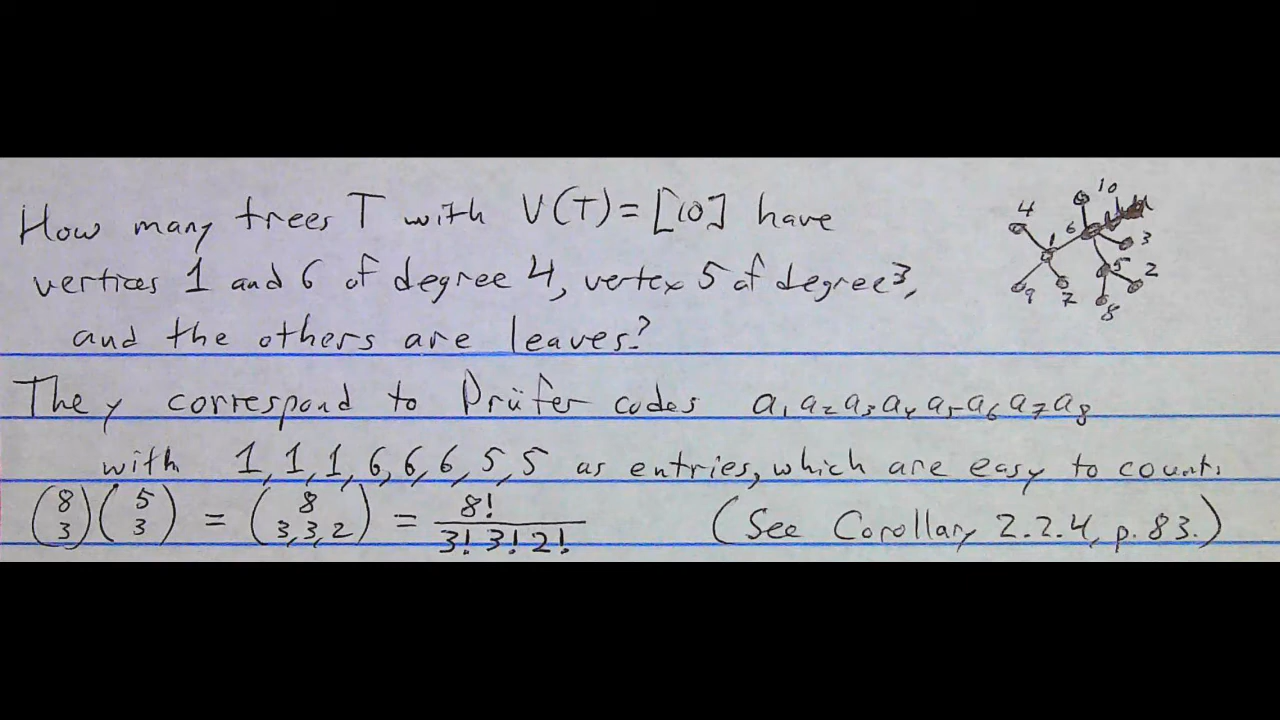 How many trees T with V(T) = [10] have
vertices 1 and 6 of degree 4, vertex 5 of degree 3,
and the others are leaves?
4 1 6 10 3 5 2 9 7 8
They correspond to Prüfer codes a₁a₂a₃a₄a₅a₆a₇a₈
with 1, 1, 1, 6, 6, 6, 5, 5 as entries, which are easy to count:
(8 3)(5 3) = (8 3,3,2) = 8! / 3! 3! 2! (See Corollary 2.2.4, p. 83.)